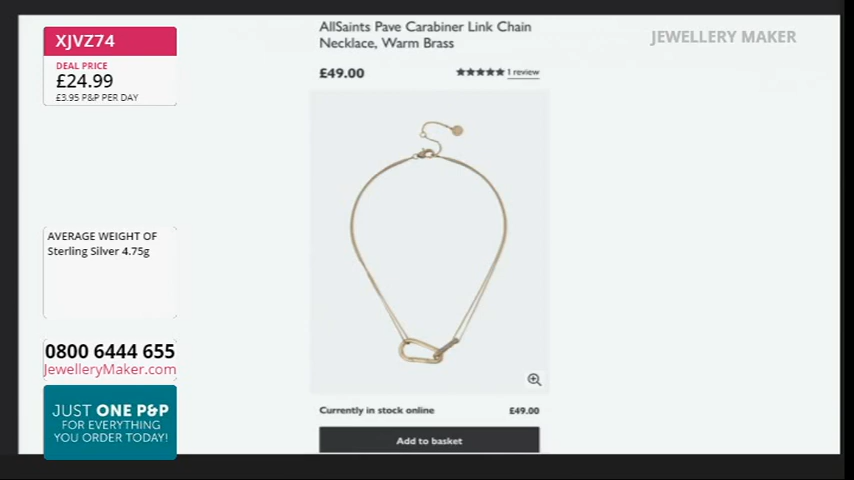 XJVZ74
DEAL PRICE
£24.99
£3.95 P&P PER DAY
AVERAGE WEIGHT OF
Sterling Silver 4.75g
0800 6444 655
JewelleryMaker.com
JUST ONE P&P
FOR EVERYTHING
YOU ORDER TODAY!
AllSaints Pave Carabiner Link Chain
Necklace, Warm Brass
£49.00
1 review
Currently in stock online
£49.00
Add to basket
JEWELLERY MAKER